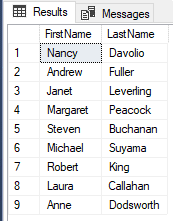 Results Messages
FirstName LastName
1 Nancy Davolio
2 Andrew Fuller
3 Janet Leverling
4 Margaret Peacock
5 Steven Buchanan
6 Michael Suyama
7 Robert King
8 Laura Callahan
9 Anne Dodsworth